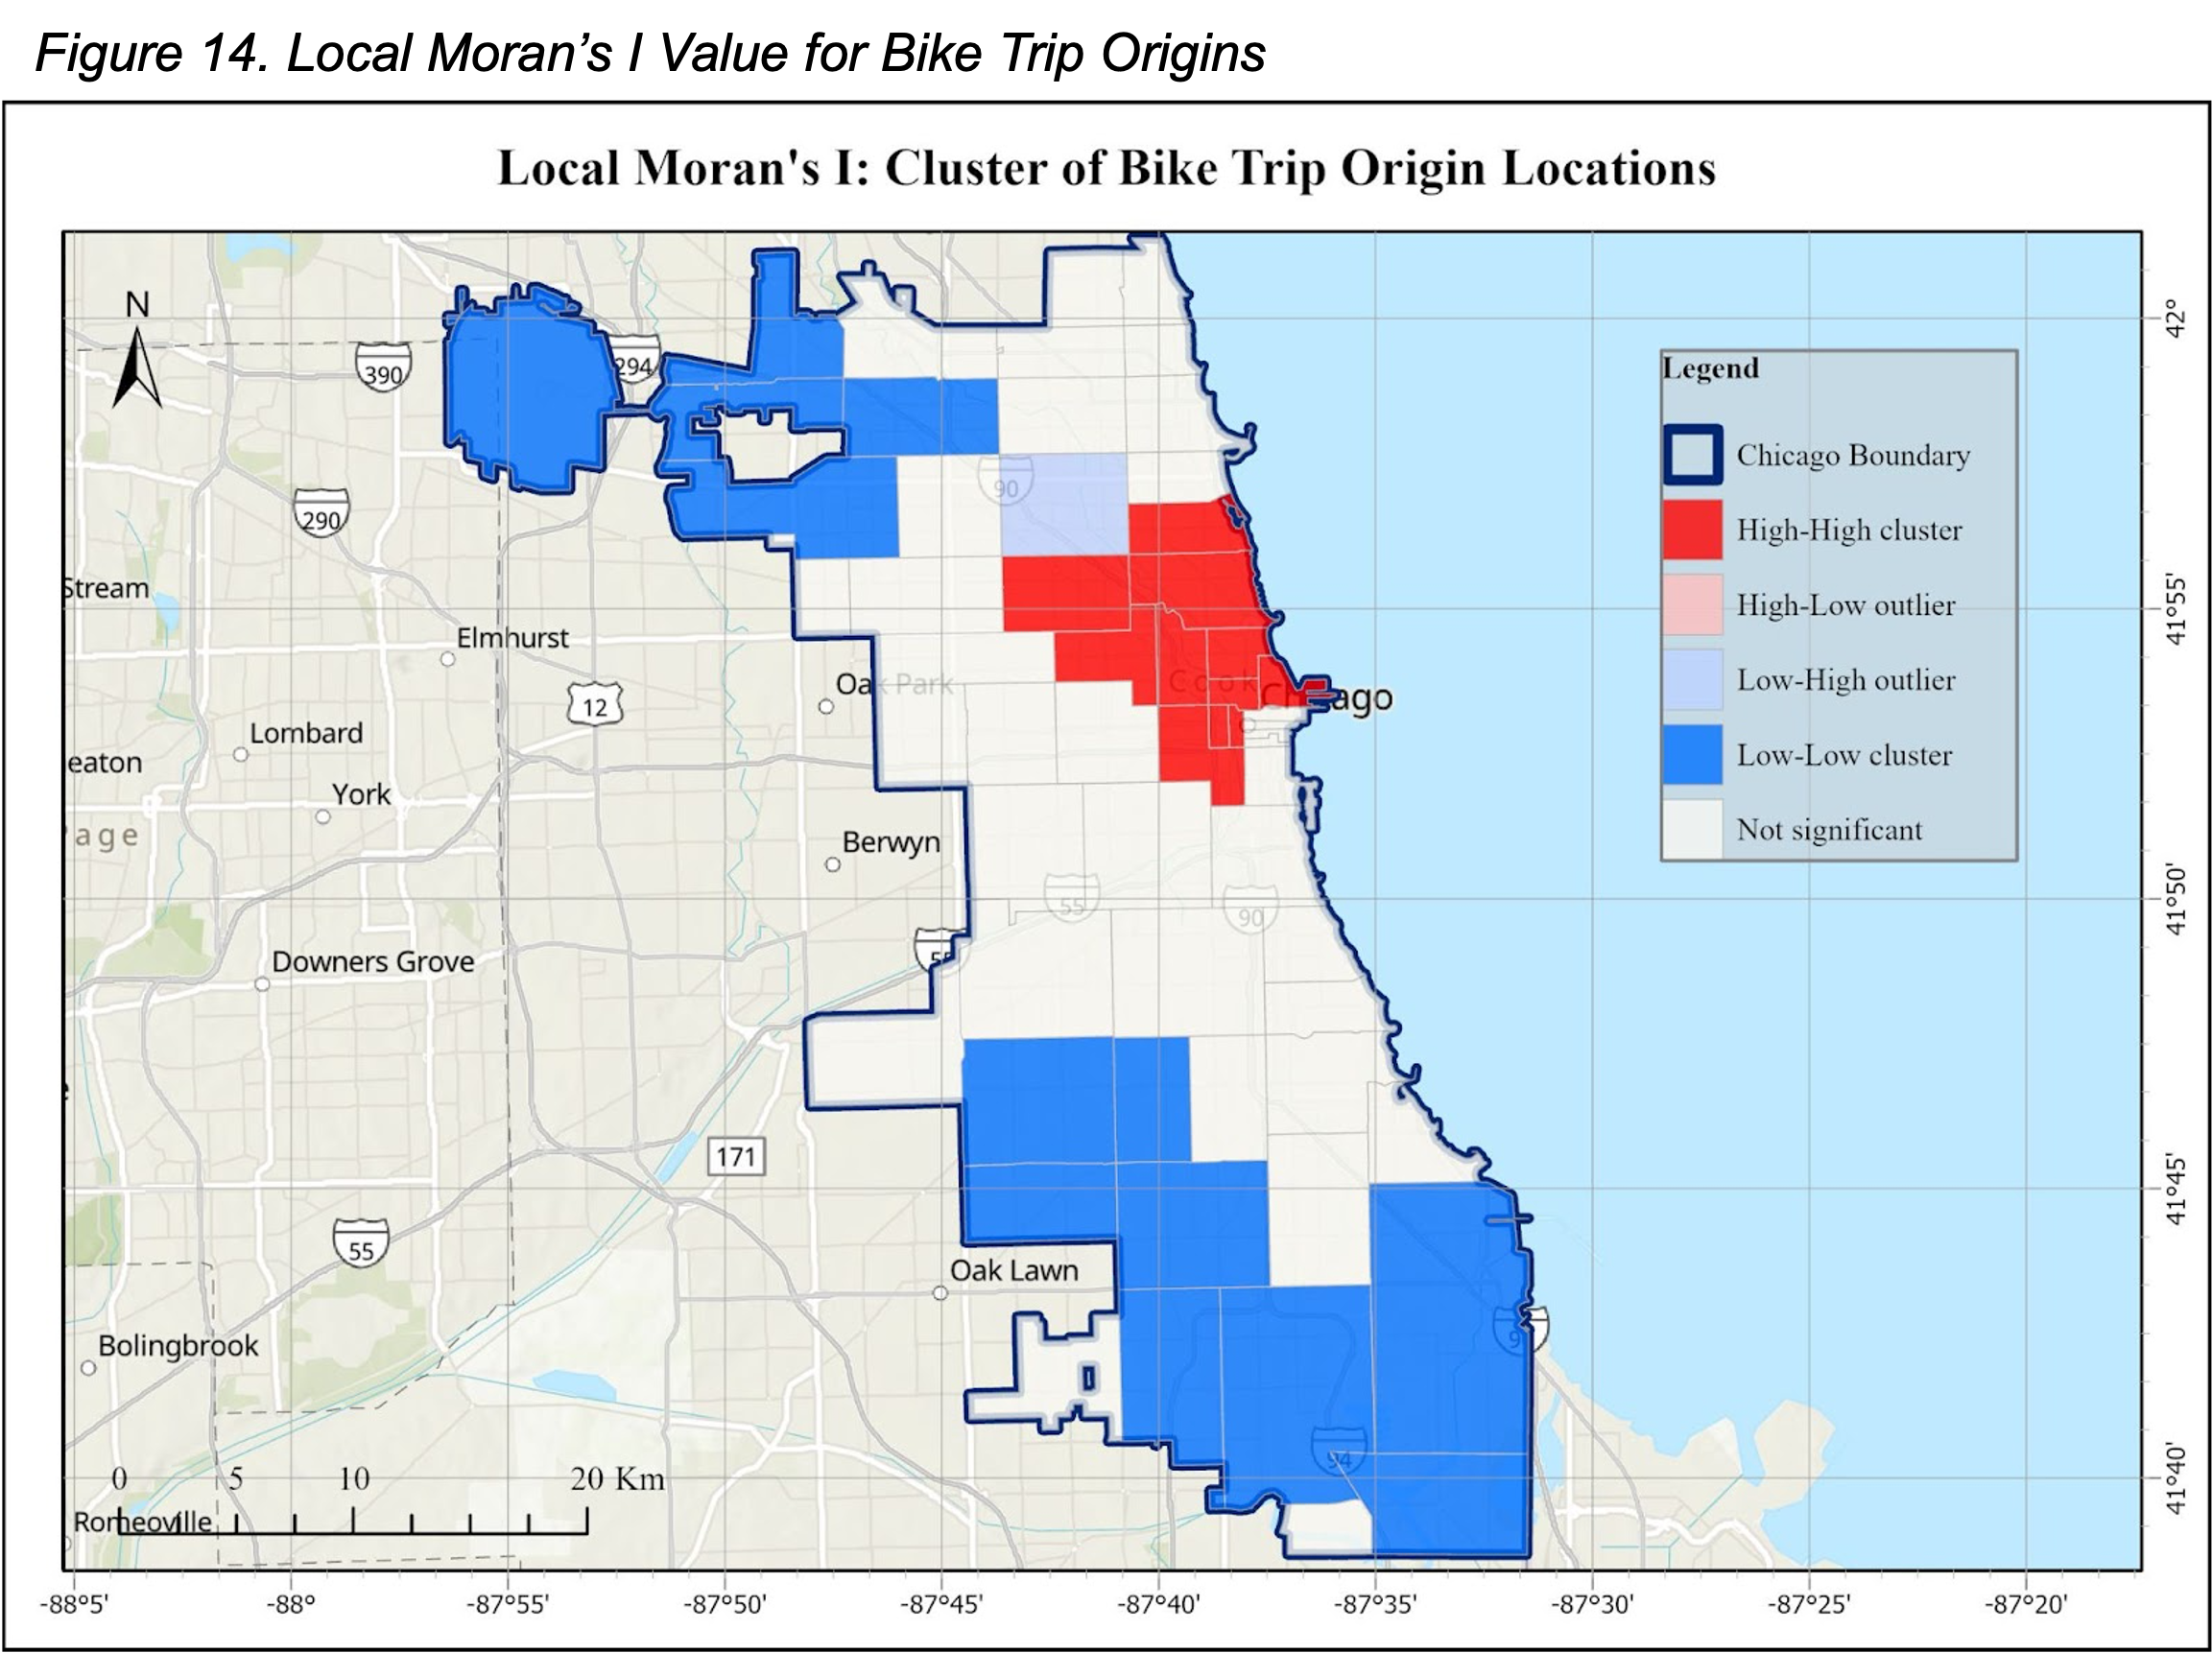 Figure 14. Local Moran’s I Value for Bike Trip Origins
Local Moran's I: Cluster of Bike Trip Origin Locations
N
390
294
290
90
Stream
Elmhurst
Oak Park
Cook
Chicago
12
Lombard
eaton
York
age
Berwyn
55
90
55
Downers Grove
171
55
Oak Lawn
Bolingbrook
94
0 5 10 20 Km
Romeoville
Legend
Chicago Boundary
High-High cluster
High-Low outlier
Low-High outlier
Low-Low cluster
Not significant
42°
41°55'
41°50'
41°45'
41°40'
-88°5' -88° -87°55' -87°50' -87°45' -87°40' -87°35' -87°30' -87°25' -87°20'